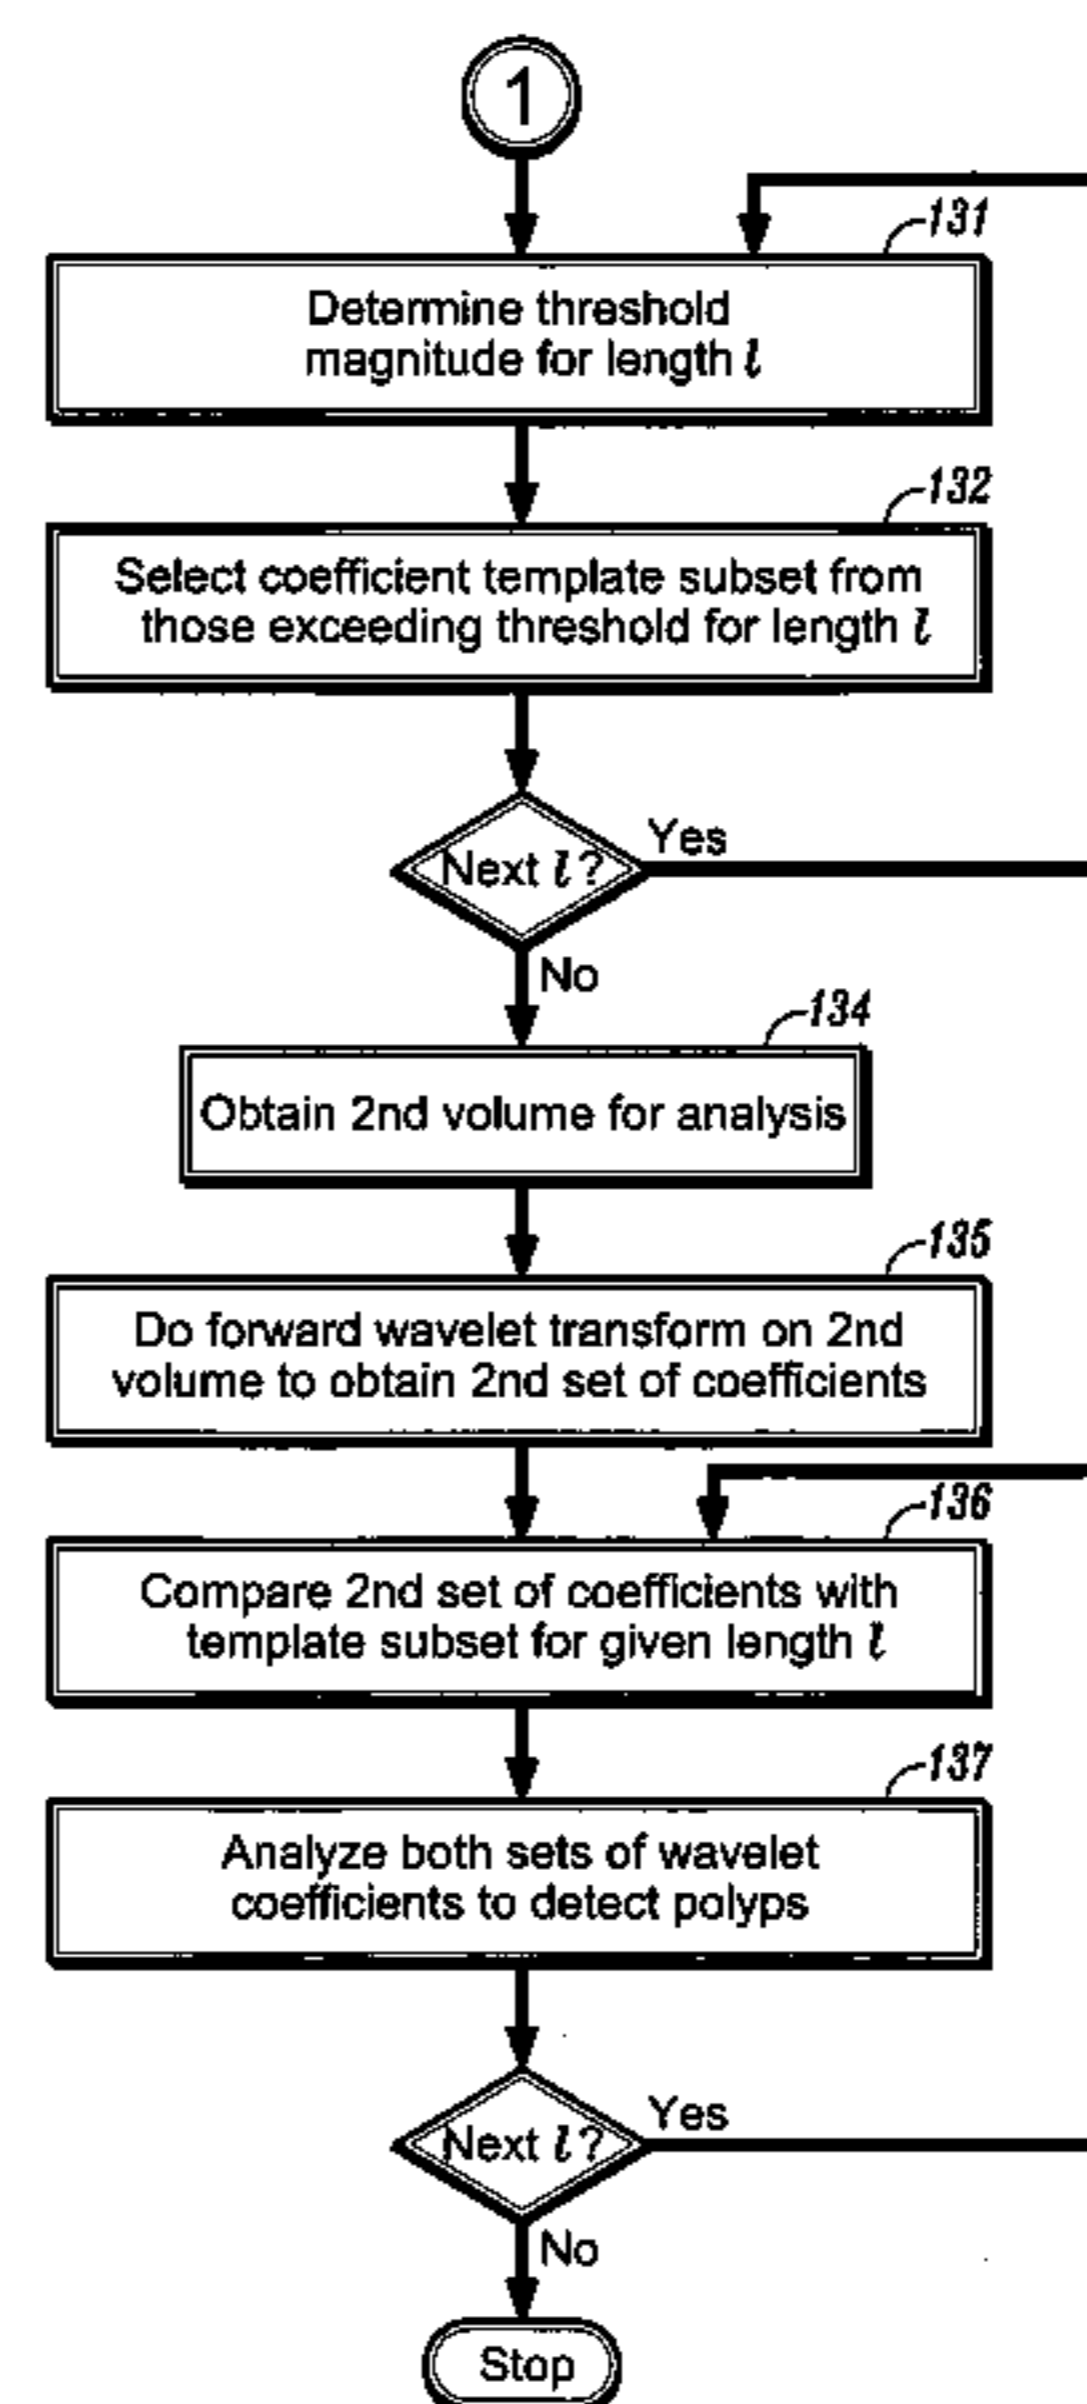 1
131
Determine threshold
magnitude for length l
132
Select coefficient template subset from
those exceeding threshold for length l
Next l?
Yes
No
134
Obtain 2nd volume for analysis
135
Do forward wavelet transform on 2nd
volume to obtain 2nd set of coefficients
136
Compare 2nd set of coefficients with
template subset for given length l
137
Analyze both sets of wavelet
coefficients to detect polyps
Next l?
Yes
No
Stop